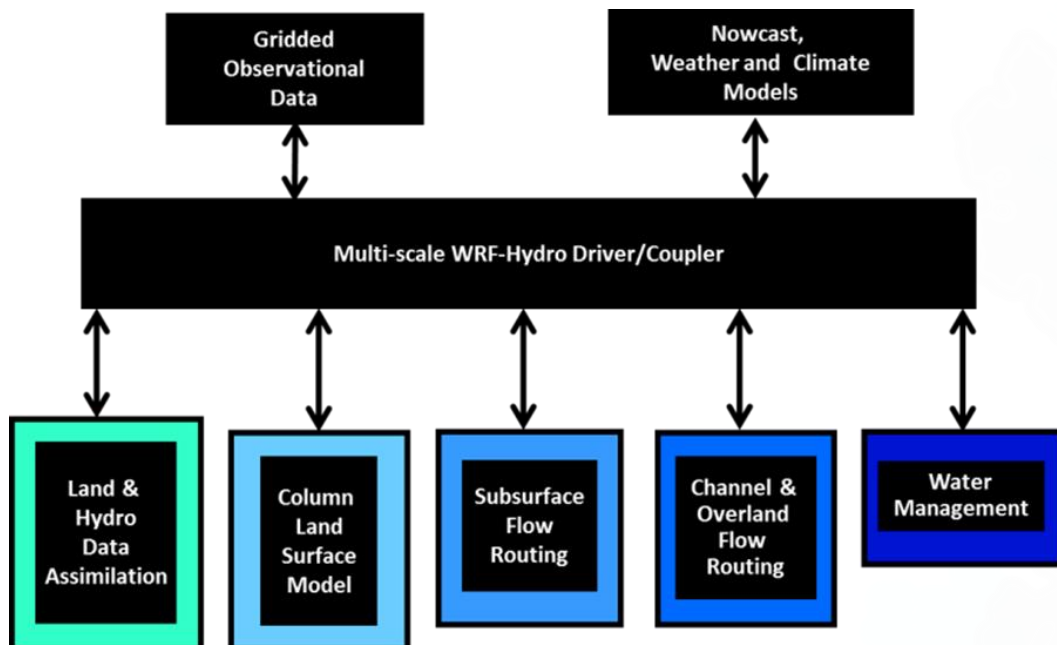 Gridded
Observational
Data
Nowcast,
Weather and Climate
Models
Multi-scale WRF-Hydro Driver/Coupler
Land &
Hydro
Data
Assimilation
Column
Land
Surface
Model
Subsurface
Flow
Routing
Channel &
Overland
Flow
Routing
Water
Management